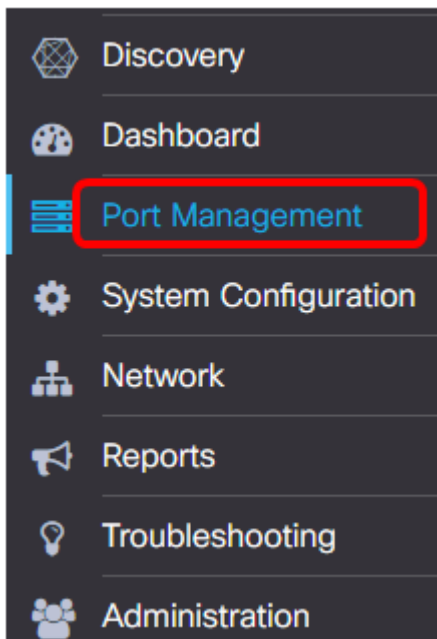 Discovery
Dashboard
Port Management
System Configuration
Network
Reports
Troubleshooting
Administration